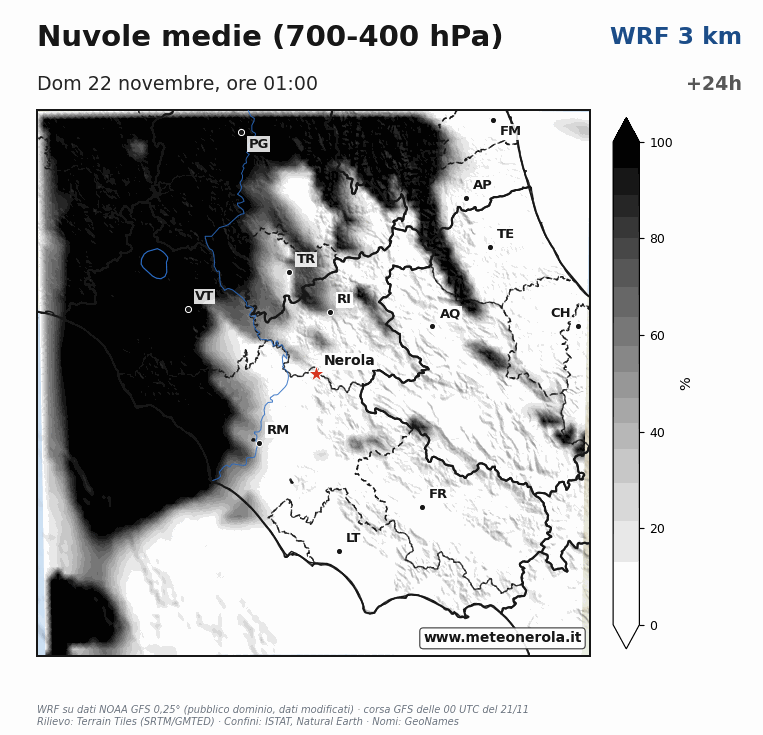 Nuvole medie (700-400 hPa)
WRF 3 km
Dom 22 novembre, ore 01:00
+24h
FM
PG
AP
TE
TR
VT
RI
AQ
CH
Nerola
RM
FR
LT
www.meteonerola.it
100
80
60
40
20
0
%
WRF su dati NOAA GFS 0,25° (pubblico dominio, dati modificati) · corsa GFS delle 00 UTC del 21/11
Rilievo: Terrain Tiles (SRTM/GMTED) · Confini: ISTAT, Natural Earth · Nomi: GeoNames